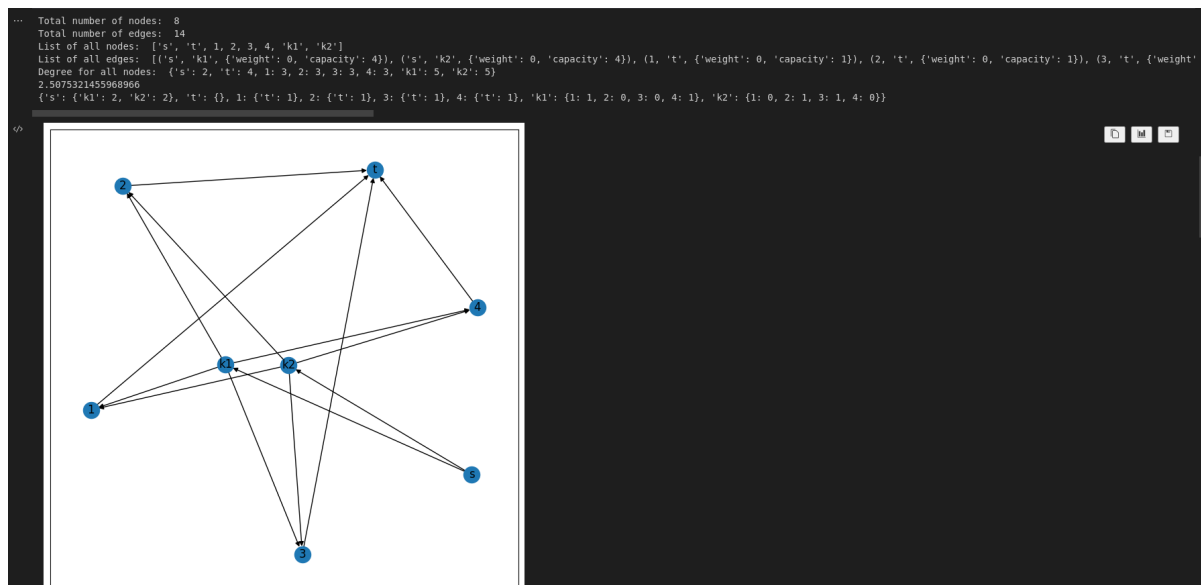 Total number of nodes:  8
Total number of edges:  14
List of all nodes:  ['s', 't', 1, 2, 3, 4, 'k1', 'k2']
List of all edges:  [('s', 'k1', {'weight': 0, 'capacity': 4}), ('s', 'k2', {'weight': 0, 'capacity': 4}), (1, 't', {'weight': 0, 'capacity': 1}), (2, 't', {'weight': 0, 'capacity': 1}), (3, 't', {'weight'
Degree for all nodes:  {'s': 2, 't': 4, 1: 3, 2: 3, 3: 3, 4: 3, 'k1': 5, 'k2': 5}
2.5075321455968966
{'s': {'k1': 2, 'k2': 2}, 't': {}, 1: {'t': 1}, 2: {'t': 1}, 3: {'t': 1}, 4: {'t': 1}, 'k1': {1: 1, 2: 0, 3: 0, 4: 1}, 'k2': {1: 0, 2: 1, 3: 1, 4: 0}}
t
2
4
k1 k2
1
s
3